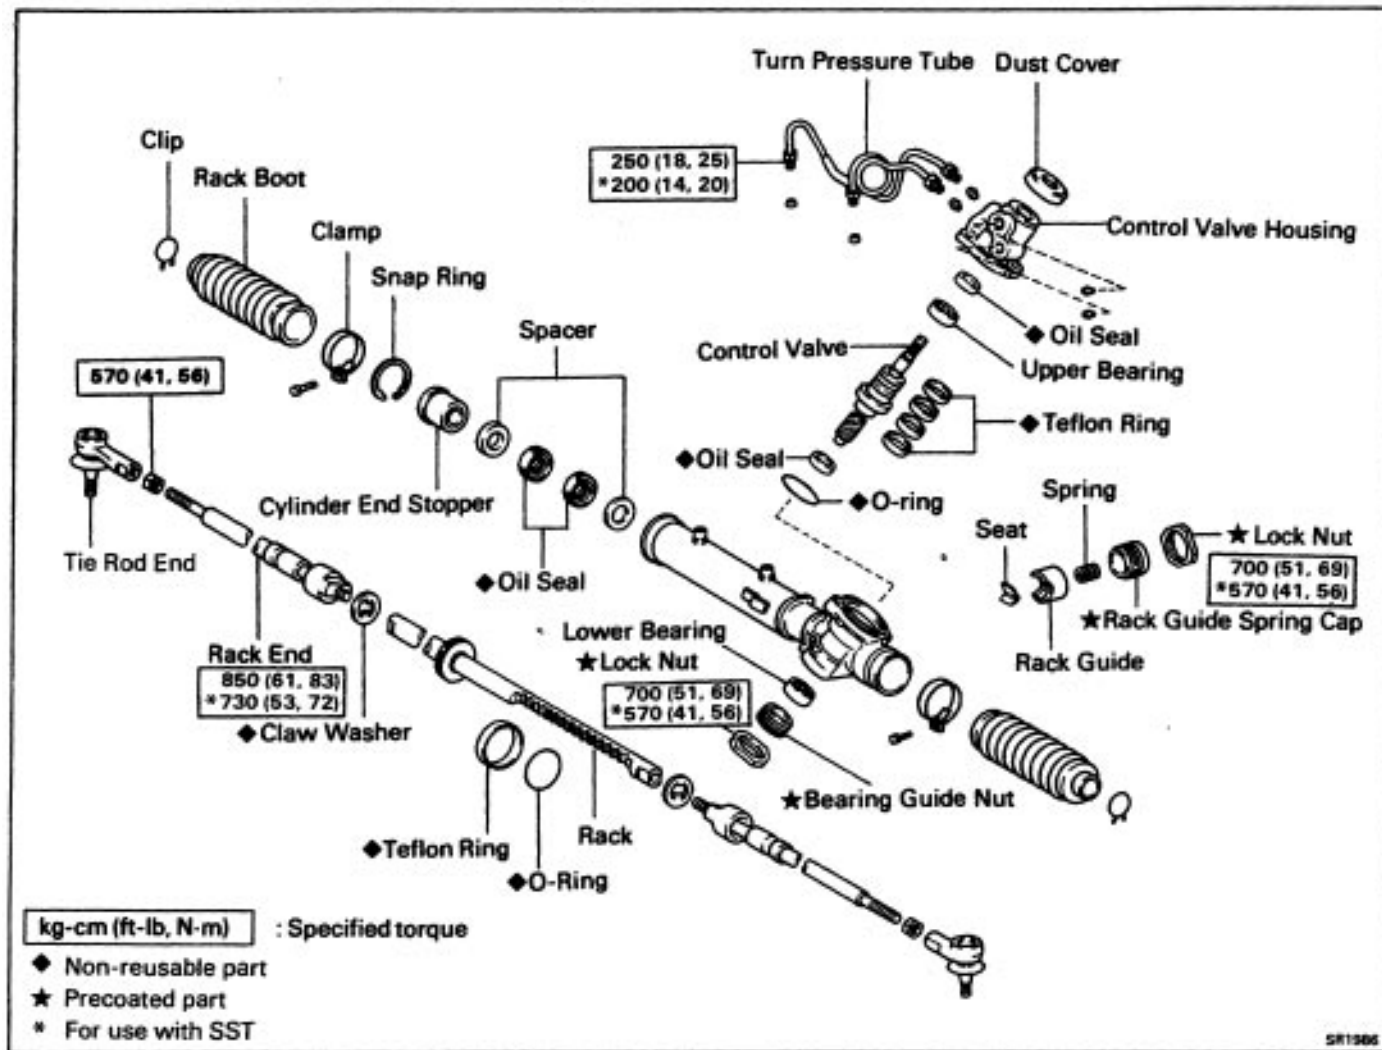 Turn Pressure Tube
Dust Cover
Clip
Rack Boot
250 (18, 25)
*200 (14, 20)
Clamp
Control Valve Housing
Snap Ring
Spacer
◆Oil Seal
Control Valve
Upper Bearing
570 (41, 56)
◆Teflon Ring
◆Oil Seal
Cylinder End Stopper
◆O-ring
Spring
Seat
★Lock Nut
700 (51, 69)
*570 (41, 56)
Tie Rod End
◆Oil Seal
★Rack Guide Spring Cap
Lower Bearing
Rack Guide
Rack End
850 (61, 83)
*730 (53, 72)
★Lock Nut
700 (51, 69)
*570 (41, 56)
◆Claw Washer
★Bearing Guide Nut
Rack
◆Teflon Ring
◆O-Ring
kg-cm (ft-lb, N·m) : Specified torque
◆ Non-reusable part
★ Precoated part
* For use with SST
SR1986